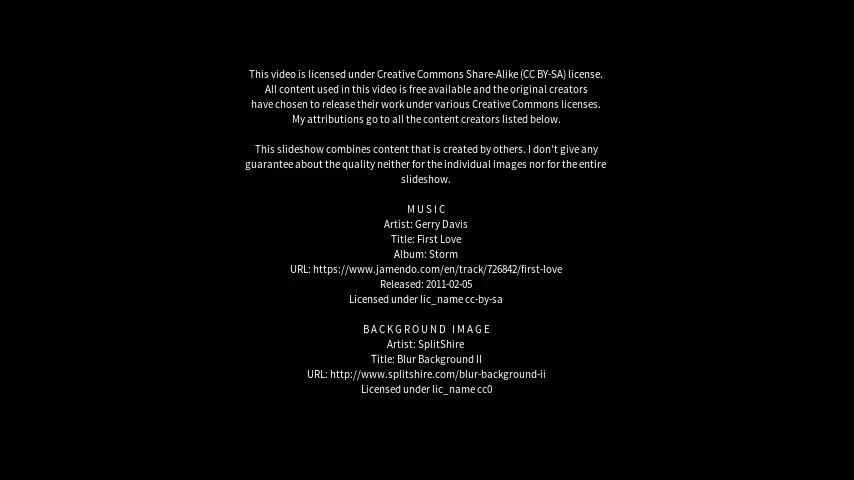 This video is licensed under Creative Commons Share-Alike (CC BY-SA) license.
All content used in this video is free available and the original creators
have chosen to release their work under various Creative Commons licenses.
My attributions go to all the content creators listed below.
This slideshow combines content that is created by others. I don't give any
guarantee about the quality neither for the individual images nor for the entire
slideshow.
MUSIC
Artist: Gerry Davis
Title: First Love
Album: Storm
URL: https://www.jamendo.com/en/track/726842/first-love
Released: 2011-02-05
Licensed under lic_name cc-by-sa
BACKGROUND IMAGE
Artist: SplitShire
Title: Blur Background II
URL: http://www.splitshire.com/blur-background-ii
Licensed under lic_name cc0